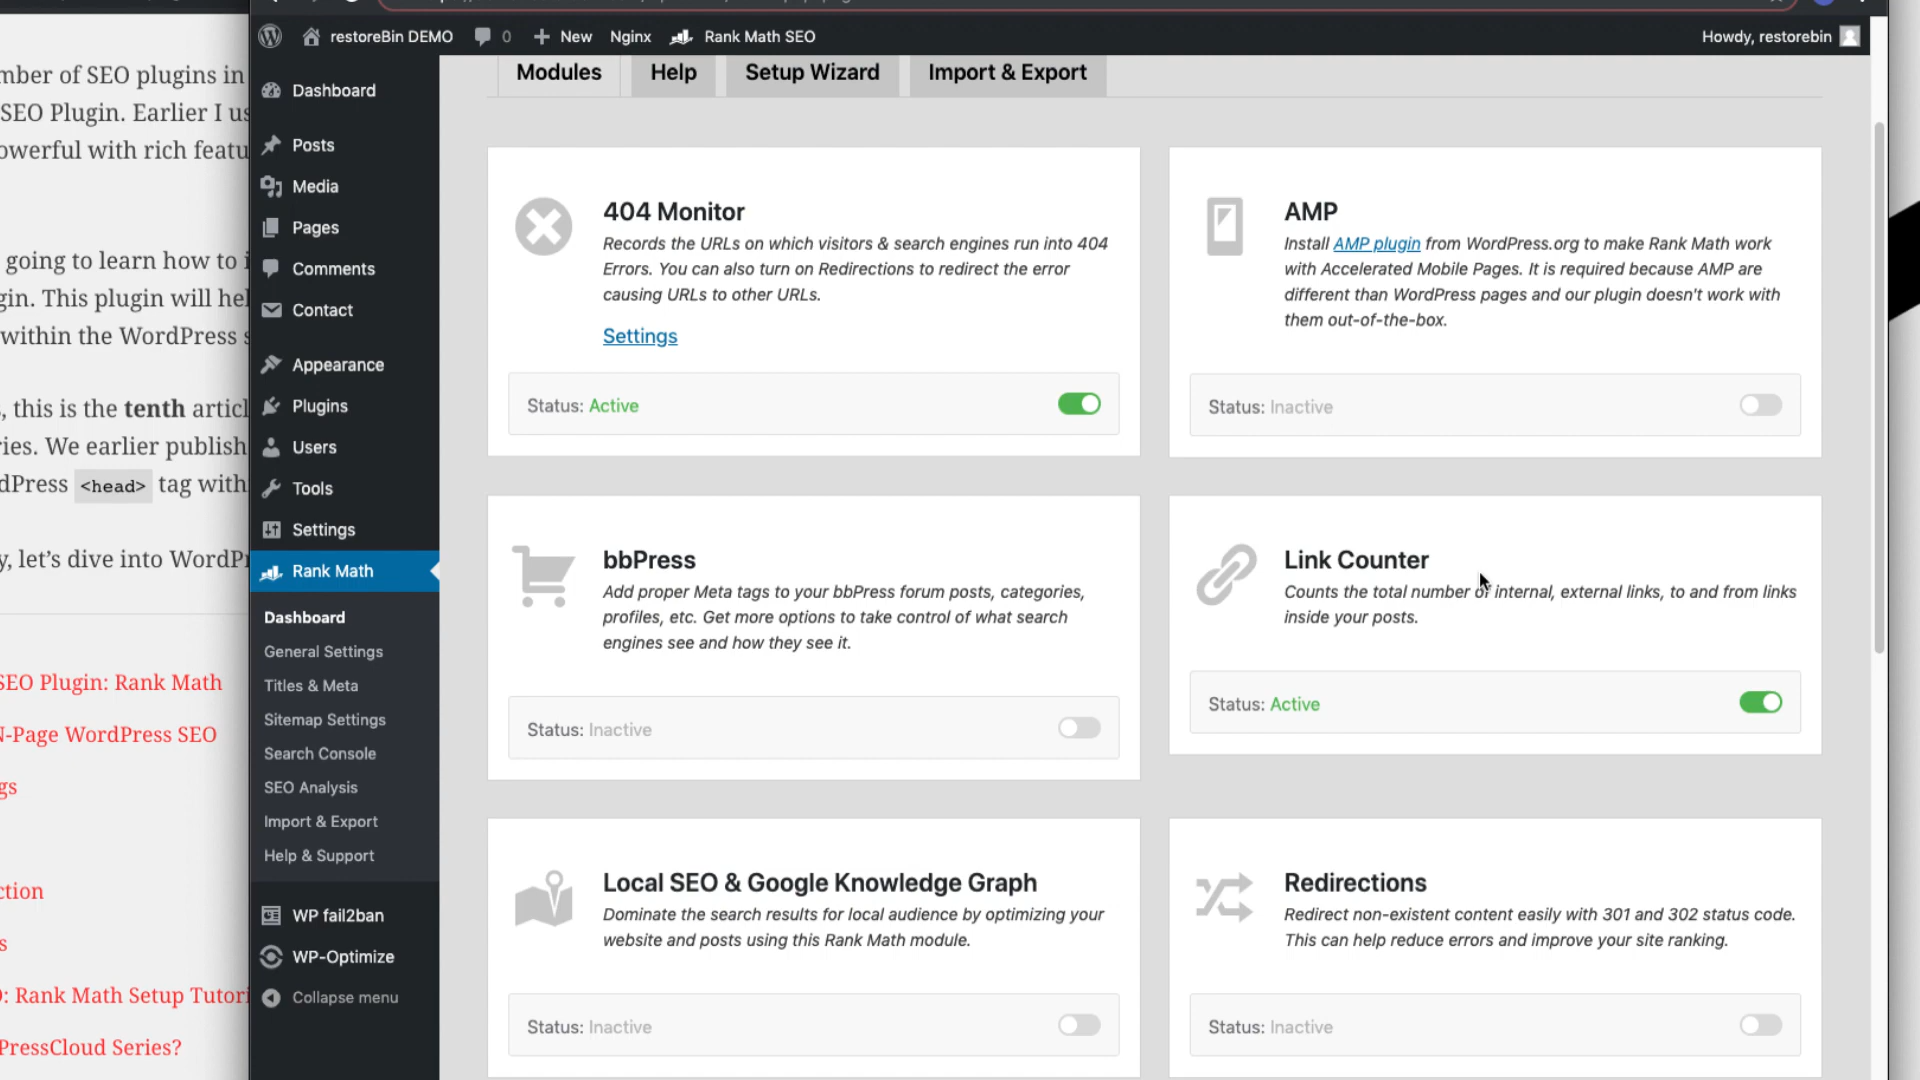 restoreBin DEMO
0
New
Nginx
Rank Math SEO
Howdy, restorebin
mber of SEO plugins in
SEO Plugin. Earlier I us
owerful with rich featu
going to learn how to i
gin. This plugin will hel
within the WordPress s
, this is the tenth articl
ries. We earlier publish
dPress <head> tag with
y, let's dive into WordPr
SEO Plugin: Rank Math
N-Page WordPress SEO
gs
ction
s
O: Rank Math Setup Tutori
PressCloud Series?
Dashboard
Posts
Media
Pages
Comments
Contact
Appearance
Plugins
Users
Tools
Settings
Rank Math
Dashboard
General Settings
Titles & Meta
Sitemap Settings
Search Console
SEO Analysis
Import & Export
Help & Support
WP fail2ban
WP-Optimize
Collapse menu
Modules
Help
Setup Wizard
Import & Export
404 Monitor
Records the URLs on which visitors & search engines run into 404
Errors. You can also turn on Redirections to redirect the error
causing URLs to other URLs.
Settings
Status: Active
AMP
Install AMP plugin from WordPress.org to make Rank Math work
with Accelerated Mobile Pages. It is required because AMP are
different than WordPress pages and our plugin doesn't work with
them out-of-the-box.
Status: Inactive
bbPress
Add proper Meta tags to your bbPress forum posts, categories,
profiles, etc. Get more options to take control of what search
engines see and how they see it.
Status: Inactive
Link Counter
Counts the total number of internal, external links, to and from links
inside your posts.
Status: Active
Local SEO & Google Knowledge Graph
Dominate the search results for local audience by optimizing your
website and posts using this Rank Math module.
Status: Inactive
Redirections
Redirect non-existent content easily with 301 and 302 status code.
This can help reduce errors and improve your site ranking.
Status: Inactive